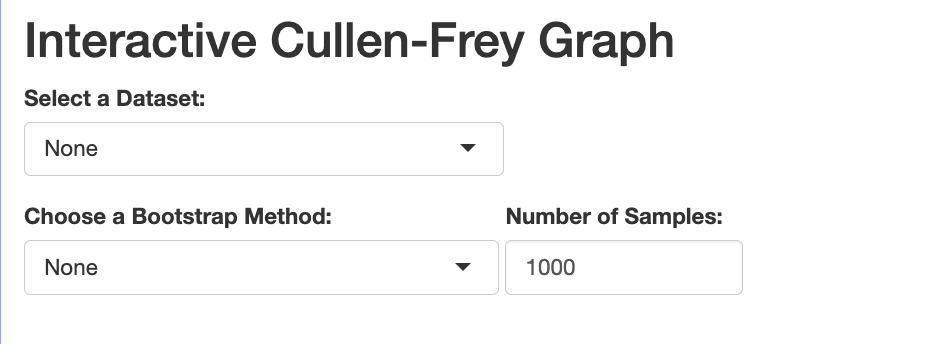 Interactive Cullen-Frey Graph
Select a Dataset:
None
Choose a Bootstrap Method: Number of Samples:
None 1000